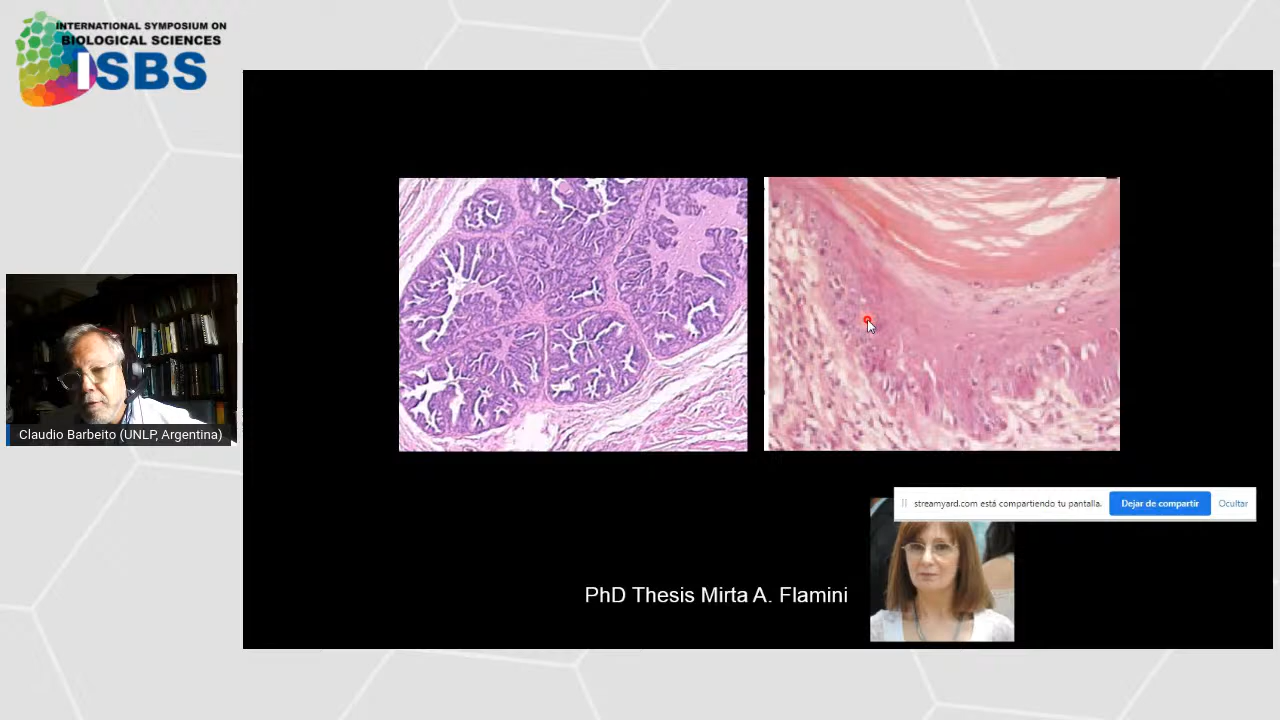 INTERNATIONAL SYMPOSIUM ON
BIOLOGICAL SCIENCES
ISBS
Claudio Barbeito (UNLP, Argentina)
streamyard.com está compartiendo tu pantalla.
Dejar de compartir
Ocultar
PhD Thesis Mirta A. Flamini